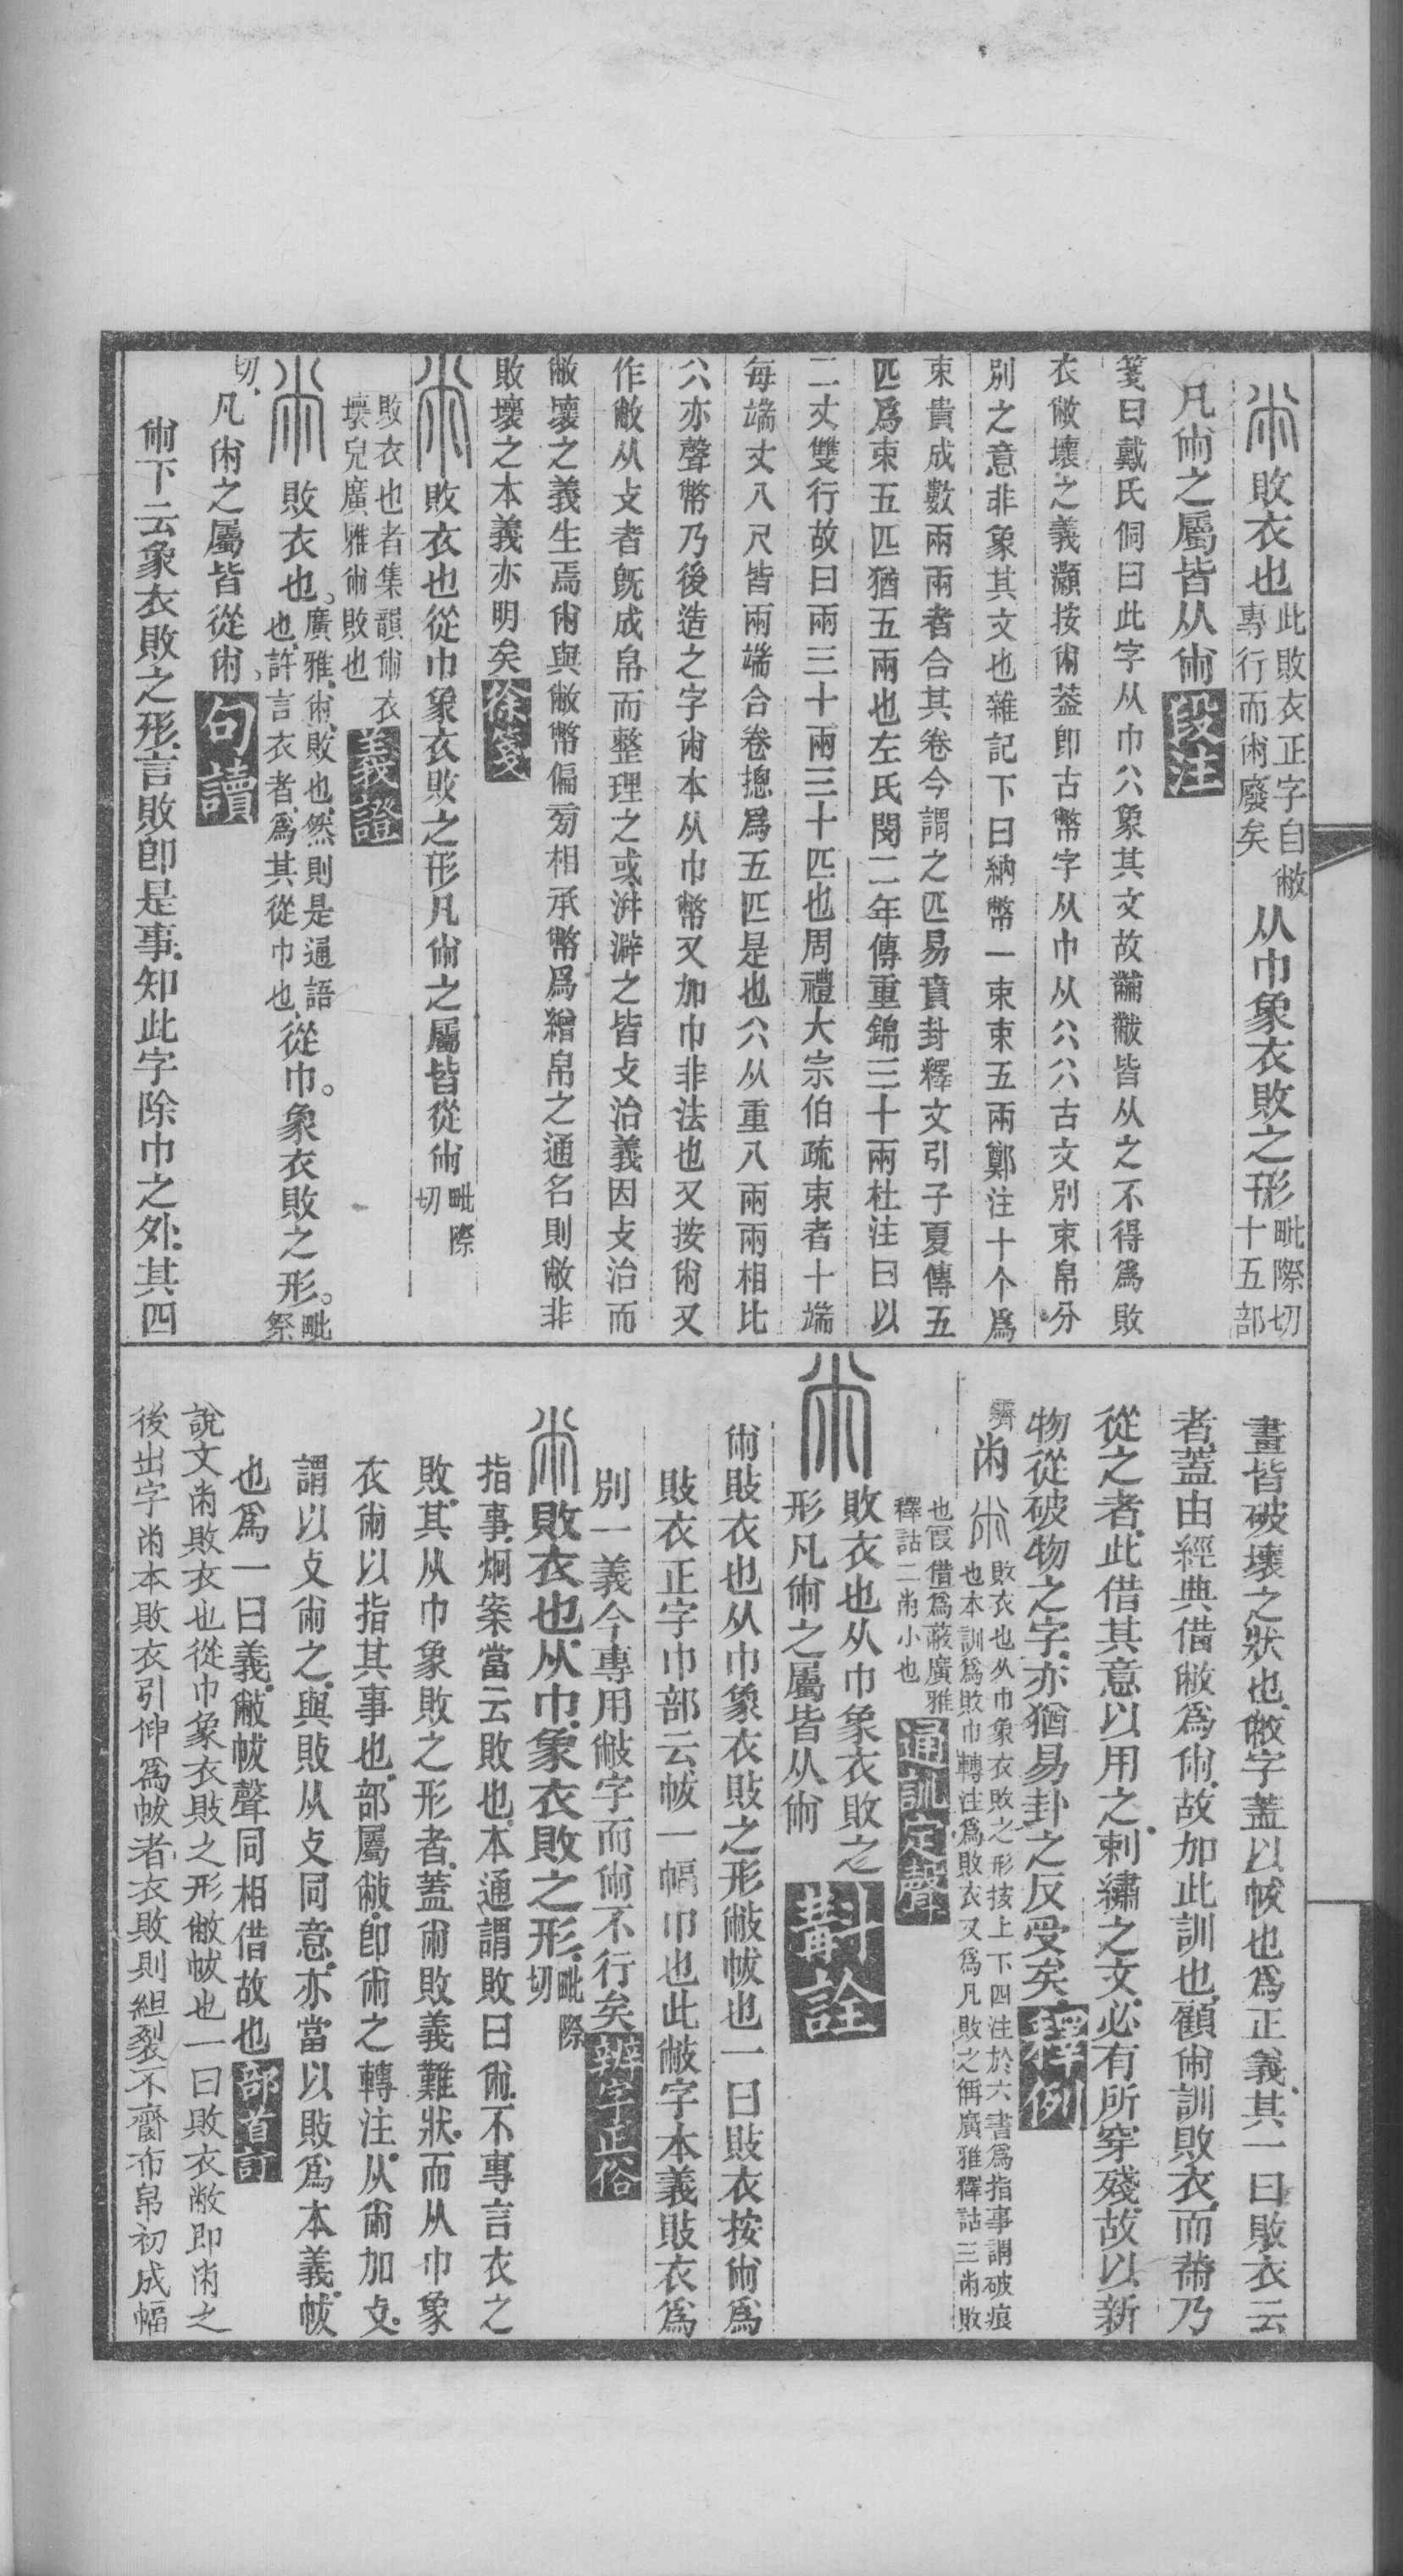 㡀敗衣也此敗衣正字自敝專行而㡀廢矣从巾象衣敗之形毗際切十五部
凡㡀之屬皆从㡀段注
箋曰戴氏侗曰此字从巾八象其文故黼黻皆从之不得爲敗
衣敝壞之義灝按㡀葢卽古幣字从巾从㸚㸚古文別束帛分
別之意非象其文也雜記下曰納幣一束束五兩鄭注十个爲
束貴成數兩兩者合其卷今謂之匹易賁封釋文引子夏傳五
匹爲束五匹猶五兩也左氏閔二年傳重錦三十兩杜注曰以
二丈雙行故曰兩三十兩三十匹也周禮大宗伯疏束者十端
每端丈八尺皆兩端合卷摠爲五匹是也㸚从重八兩兩相比
㸚亦聲幣乃後造之字㡀本从巾幣又加巾非法也又按㡀又
作敝从攴者旣成帛而整理之或洴澼之皆攴治義因攴治而
敝壞之義生焉㡀與敝幣偏旁相承幣爲繒帛之通名則敝非
敗壞之本義亦明矣徐箋
㡀敗衣也從巾象衣敗之形凡㡀之屬皆從㡀毗際切
敗衣也者集韻㡀衣壞皃廣雅㡀敗也義證
㡀敗衣也。廣雅㡀、敗也、然則是通語也、許言衣者、爲其從巾也、從巾。象衣敗之形。毗祭切、
凡㡀之屬皆從㡀。句讀
㡀下云象衣敗之形、言敗卽是事、知此字除巾之外、其四
畫皆破壞之狀也、敝字蓋以帗也爲正義、其一曰敗衣云
者、蓋由經典借敝爲㡀、故加此訓也、顧㡀訓敗衣、而黹乃
從之者、此借其意以用之、剌繡之文、必有所穿殘、故以新
物從破物之字、亦猶易卦之反受矣釋例
霽㡀㡀敗衣也从巾象衣敗之形按上下四注於六書爲指事謂破痕也本訓爲敗巾轉注爲敗衣又爲凡敗之偁廣雅釋詁三㡀敗
也叚借爲蔽廣雅釋詁二㡀小也通訓定聲
㡀敗衣也从巾象衣敗之形凡㡀之屬皆从㡀斠詮
㡀敗衣也从巾象衣敗之形敝帗也一曰敗衣按㡀爲
敗衣正字巾部云帗一幅巾也此敝字本義敗衣爲
別一義今專用敝字而㡀不行矣辨字正俗
㡀敗衣也、从巾、象衣敗之形、毗際切
指事、炯案當云敗也、本通謂敗曰㡀、不專言衣之
敗、其从巾象敗之形者、蓋㡀敗義難狀、而从巾象
衣㡀以指其事也、部屬敝、卽㡀之轉注、从㡀加攴、
謂以攴㡀之、與敗从攴同意、亦當以敗爲本義、帗
也爲一曰義、敝帗聲同相借故也部首訂
說文㡀敗衣也從巾象衣敗之形敝帗也一曰敗衣敝卽㡀之
後出字㡀本敗衣引伸爲帗者衣敗則組裂不齊布帛初成幅